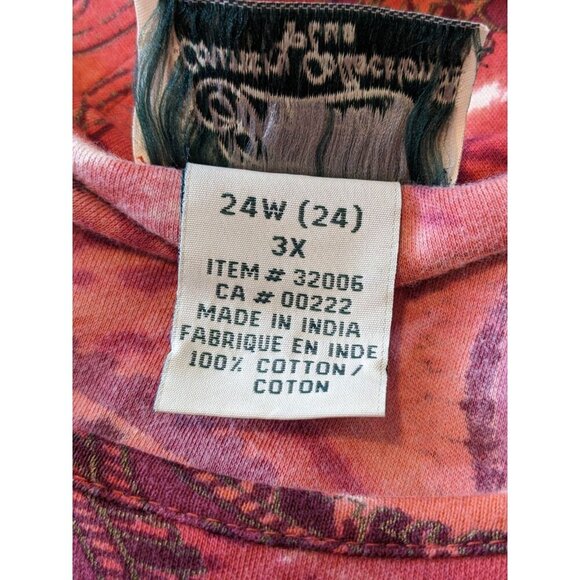 24W (24)
3X
ITEM # 32006
CA # 00222
MADE IN INDIA
FABRIQUE EN INDE
100% COTTON/
COTON